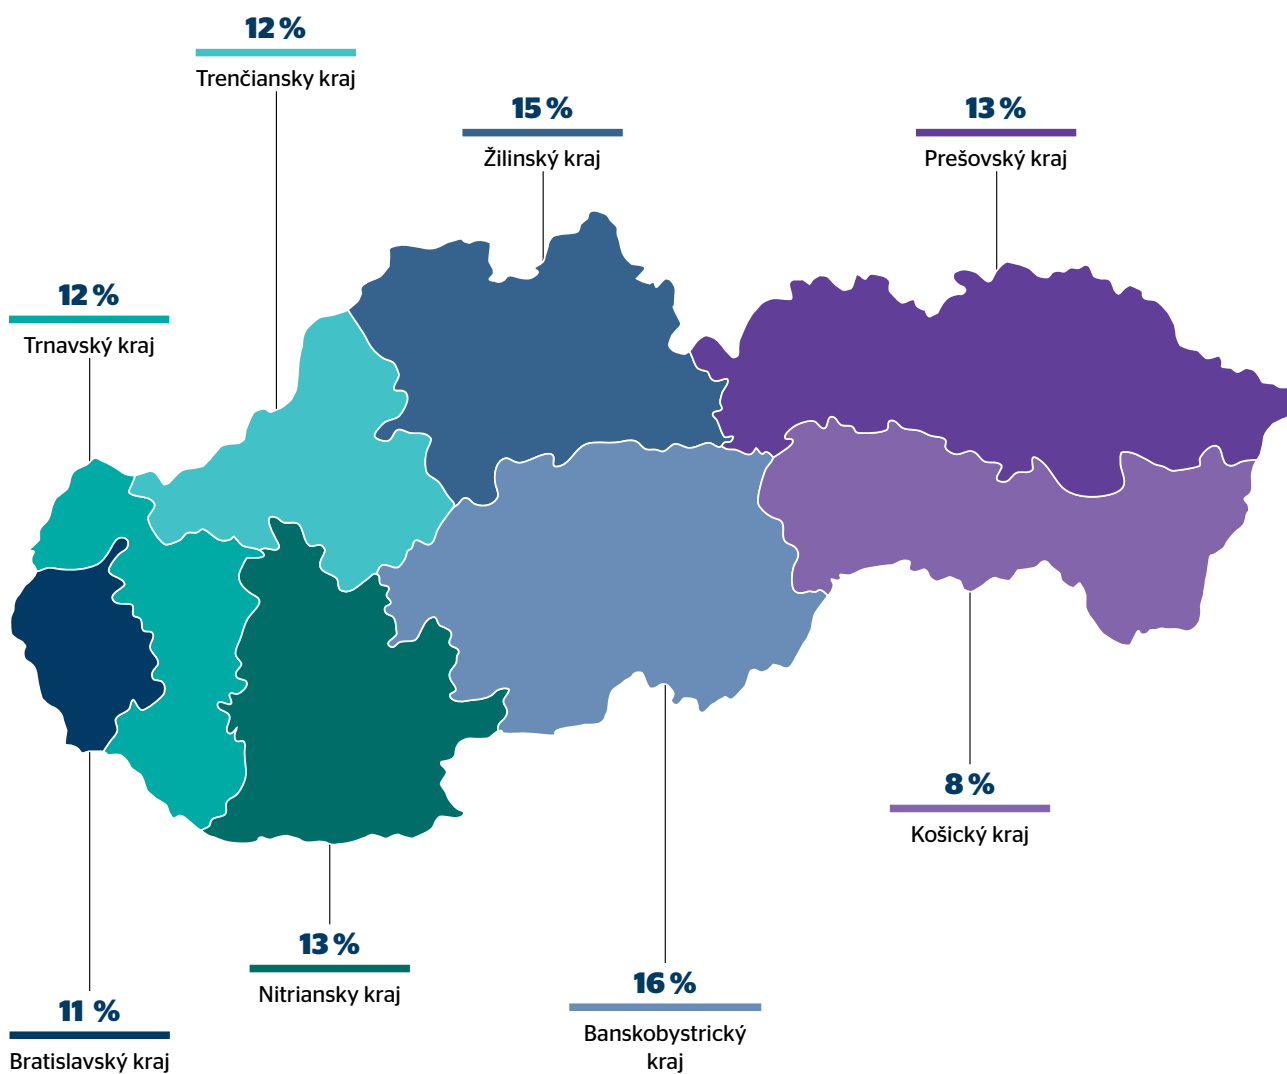 12 %
Trenčiansky kraj
15 %
Žilinský kraj
13 %
Prešovský kraj
12 %
Trnavský kraj
8 %
Košický kraj
13 %
Nitriansky kraj
16 %
Banskobystrický
kraj
11 %
Bratislavský kraj